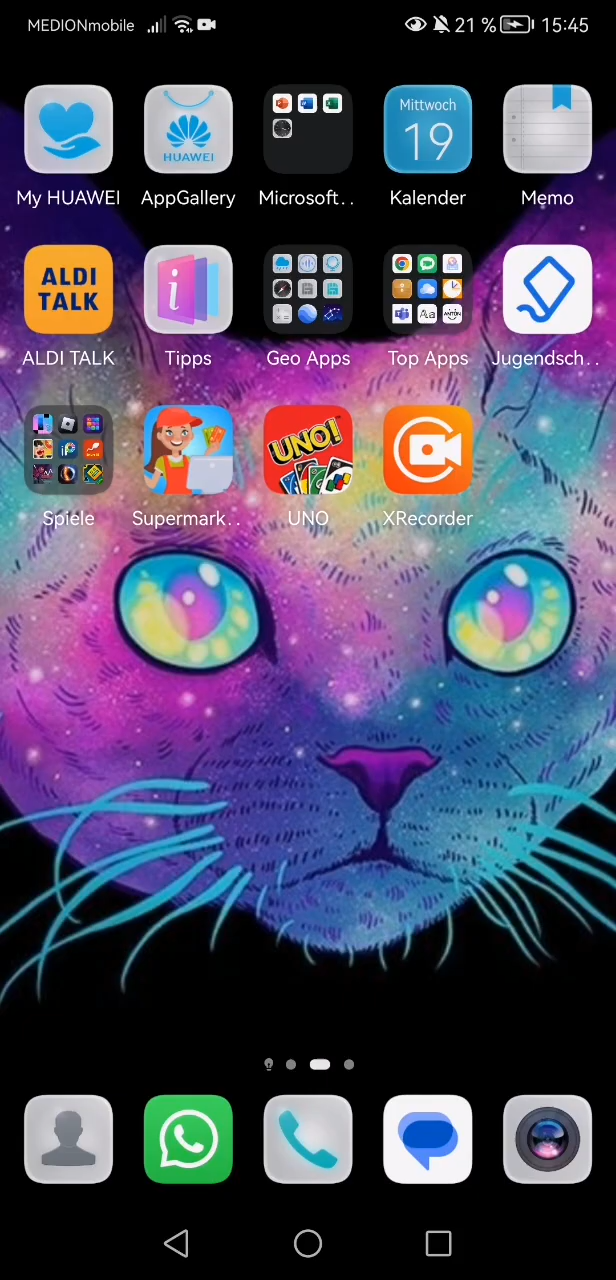 MEDIONmobile 21 % 15:45
Mittwoch
19
HUAWEI
My HUAWEI AppGallery Microsoft. . Kalender Memo
ALDI
TALK
i
ALDI TALK Tipps Geo Apps Top Apps Jugendsch. .
UNO!
Spiele Supermark. . UNO XRecorder